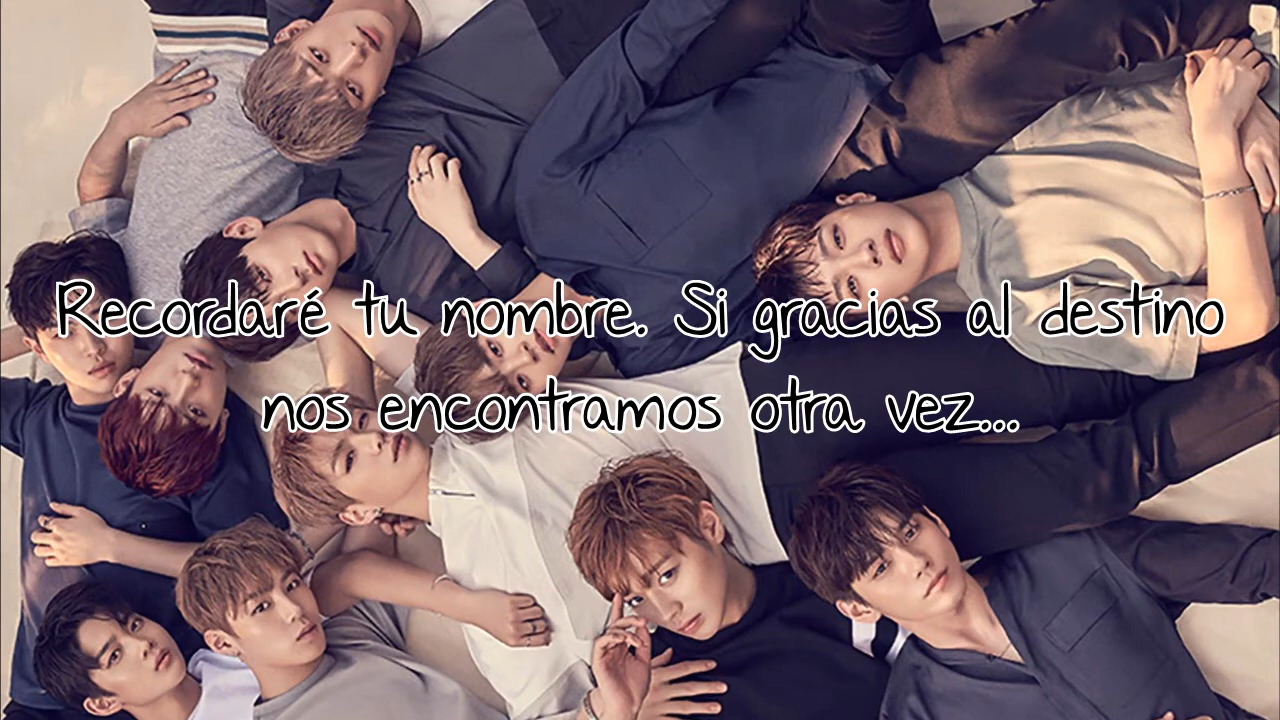 Recordaré tu nombre. Si gracias al destino
nos encontramos otra vez...